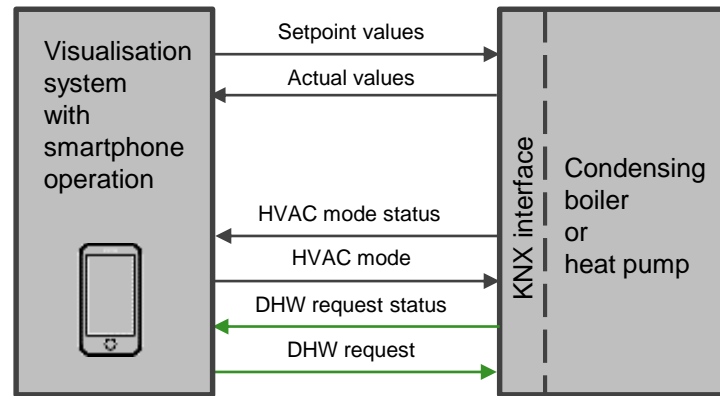 Visualisation
system
with
smartphone
operation
Setpoint values
Actual values
HVAC mode status
HVAC mode
DHW request status
DHW request
KNX interface
Condensing
boiler
or
heat pump